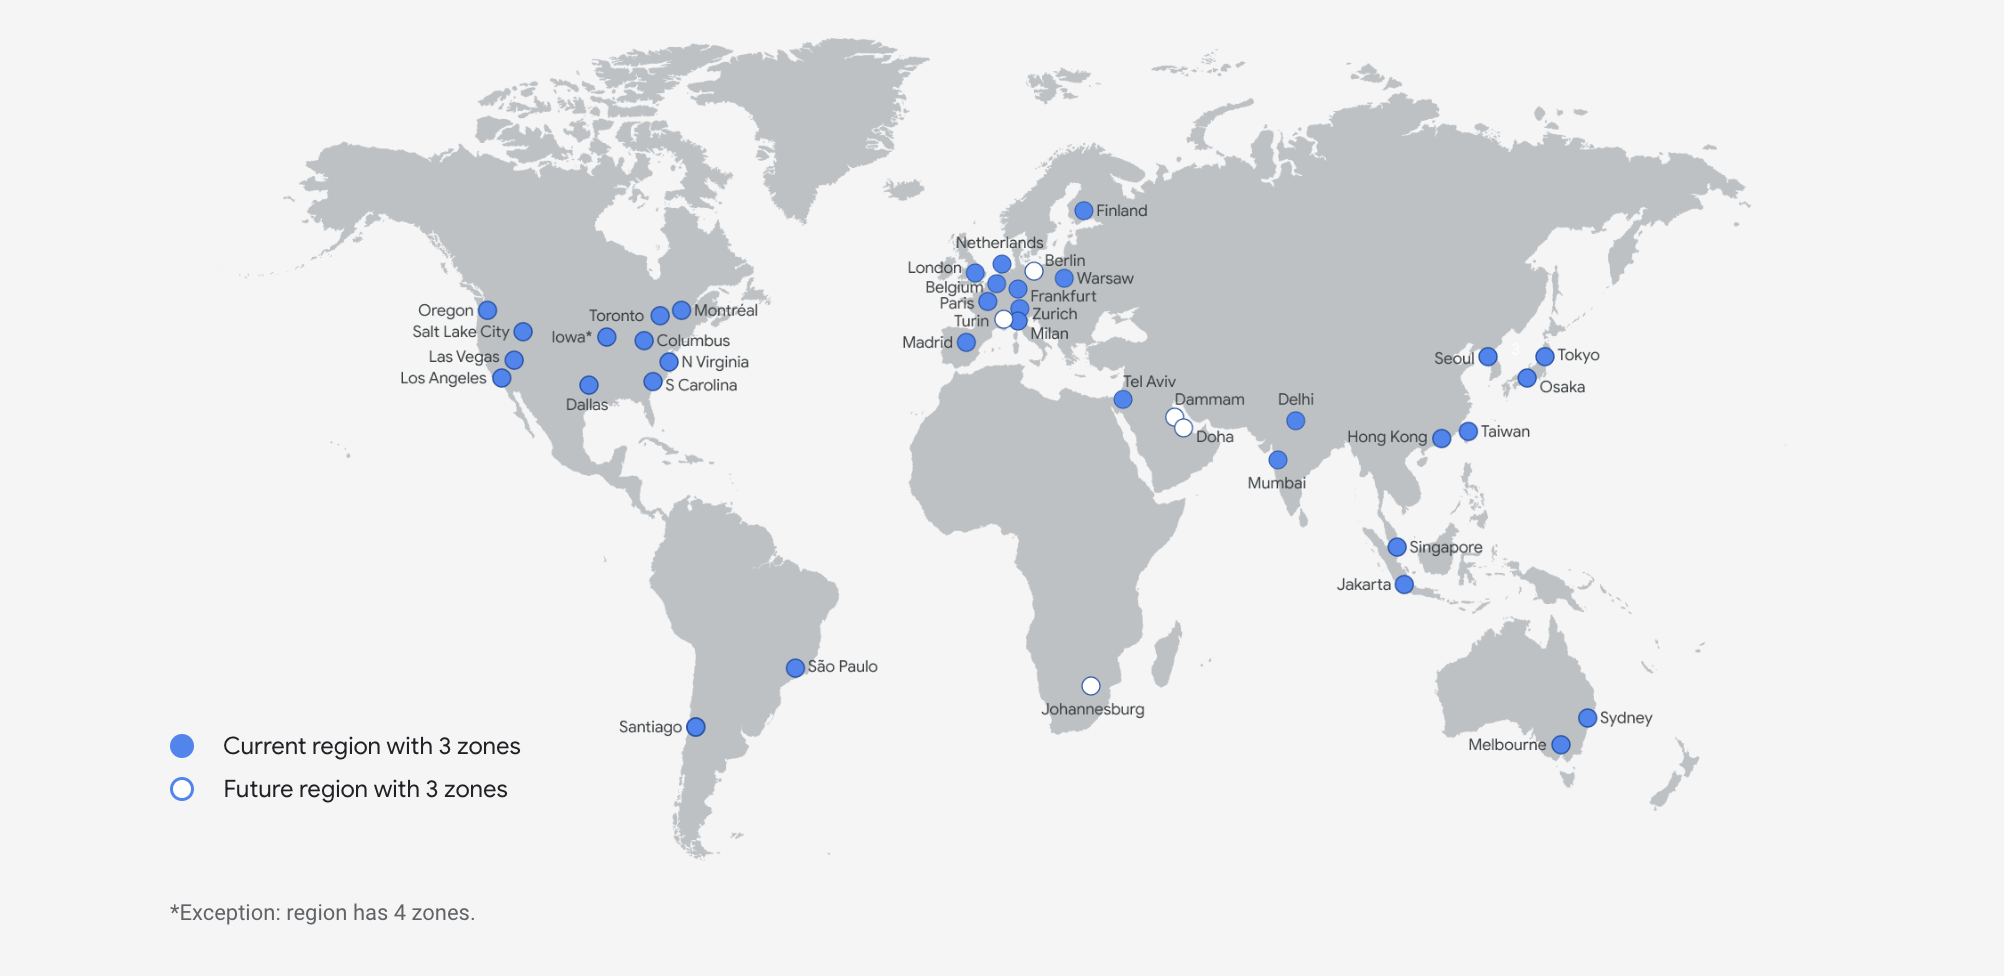 Finland
Netherlands
London
Berlin
Belgium
Warsaw
Paris
Frankfurt
Oregon
Toronto
Montréal
Turin
Zurich
Salt Lake City
Iowa*
Columbus
Madrid
Milan
Las Vegas
N Virginia
Seoul
3
Tokyo
Los Angeles
S Carolina
Tel Aviv
Osaka
Dallas
Dammam
Delhi
Doha
Hong Kong
Taiwan
Mumbai
Singapore
Jakarta
São Paulo
Johannesburg
Santiago
Sydney
Melbourne
Current region with 3 zones
Future region with 3 zones
*Exception: region has 4 zones.